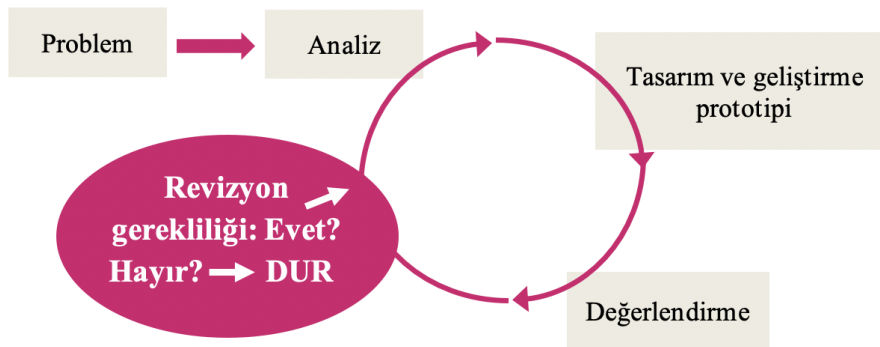 Problem
Analiz
Tasarım ve geliştirme
prototipi
Revizyon
gerekliliği: Evet?
Hayır? DUR
Değerlendirme